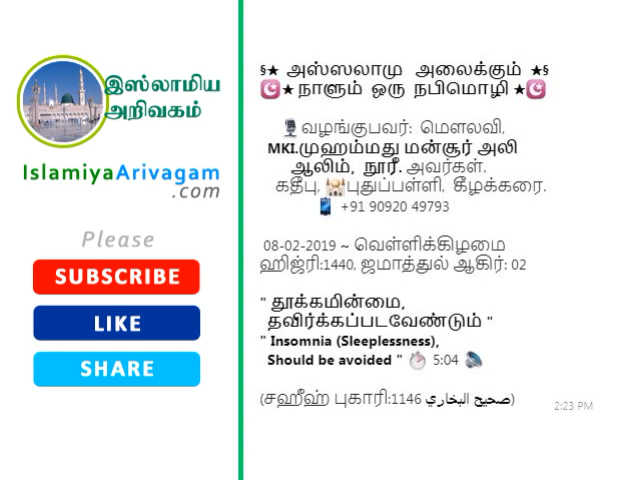 இஸ்லாமிய
அறிவகம்
IslamiyaArivagam
.com
Please
SUBSCRIBE
LIKE
SHARE
§★ அஸ்ஸலாமு அலைக்கும் ★§
☪★ நாளும் ஒரு நபிமொழி ★☪
🎙வழங்குபவர்: மௌலவி,
MKI.முஹம்மது மன்சூர் அலி
ஆலிம், நூரீ. அவர்கள்.
கதீபு, 🕌புதுப்பள்ளி, கீழக்கரை.
📱 +91 90920 49793
08-02-2019 ~ வெள்ளிக்கிழமை
ஹிஜ்ரி:1440, ஜமாத்துல் ஆகிர்: 02
" தூக்கமின்மை,
தவிர்க்கப்படவேண்டும் "
" Insomnia (Sleeplessness),
Should be avoided " ⏱ 5:04 🔊
(சஹீஹ் புகாரி:1146 صحيح البخاري)
2:23 PM